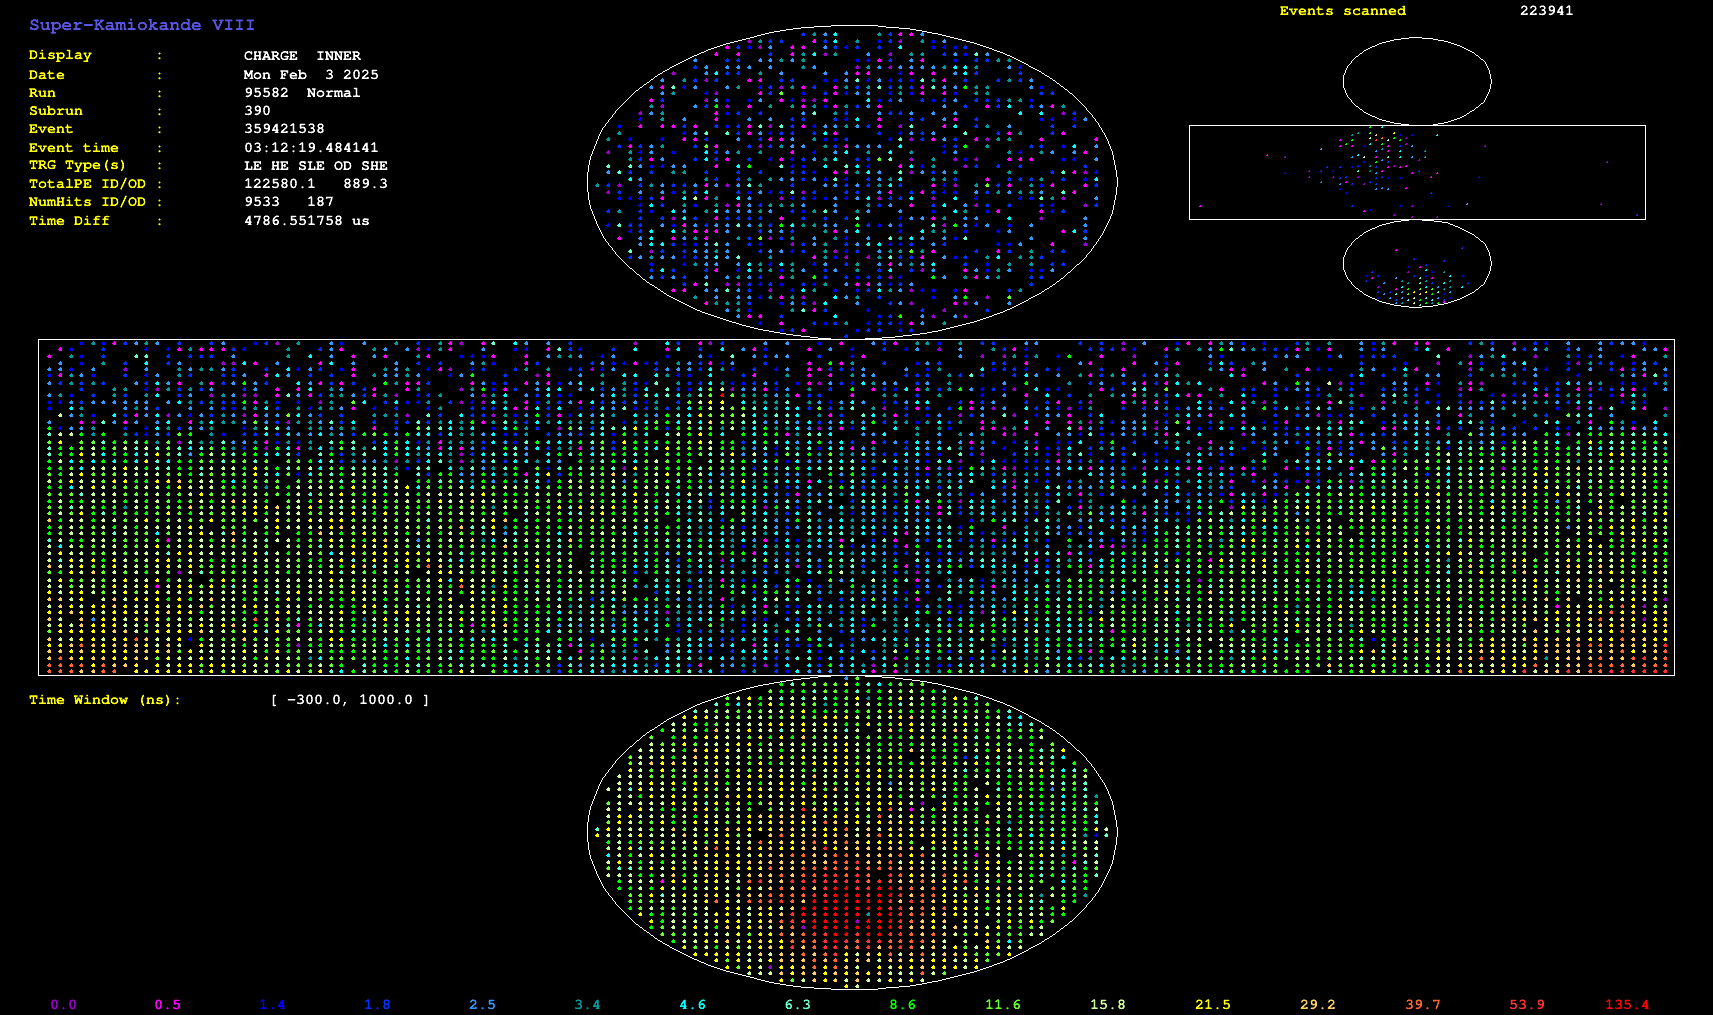 Super-Kamiokande VIII
Events scanned 223941
Display : CHARGE INNER
Date : Mon Feb 3 2025
Run : 95582 Normal
Subrun : 390
Event : 359421538
Event time : 03:12:19.484141
TRG Type(s) : LE HE SLE OD SHE
TotalPE ID/OD : 122580.1 889.3
NumHits ID/OD : 9533 187
Time Diff : 4786.551758 us
Time Window (ns): [ -300.0, 1000.0 ]
0.0 0.5 1.4 1.8 2.5 3.4 4.6 6.3 8.6 11.6 15.8 21.5 29.2 39.7 53.9 135.4